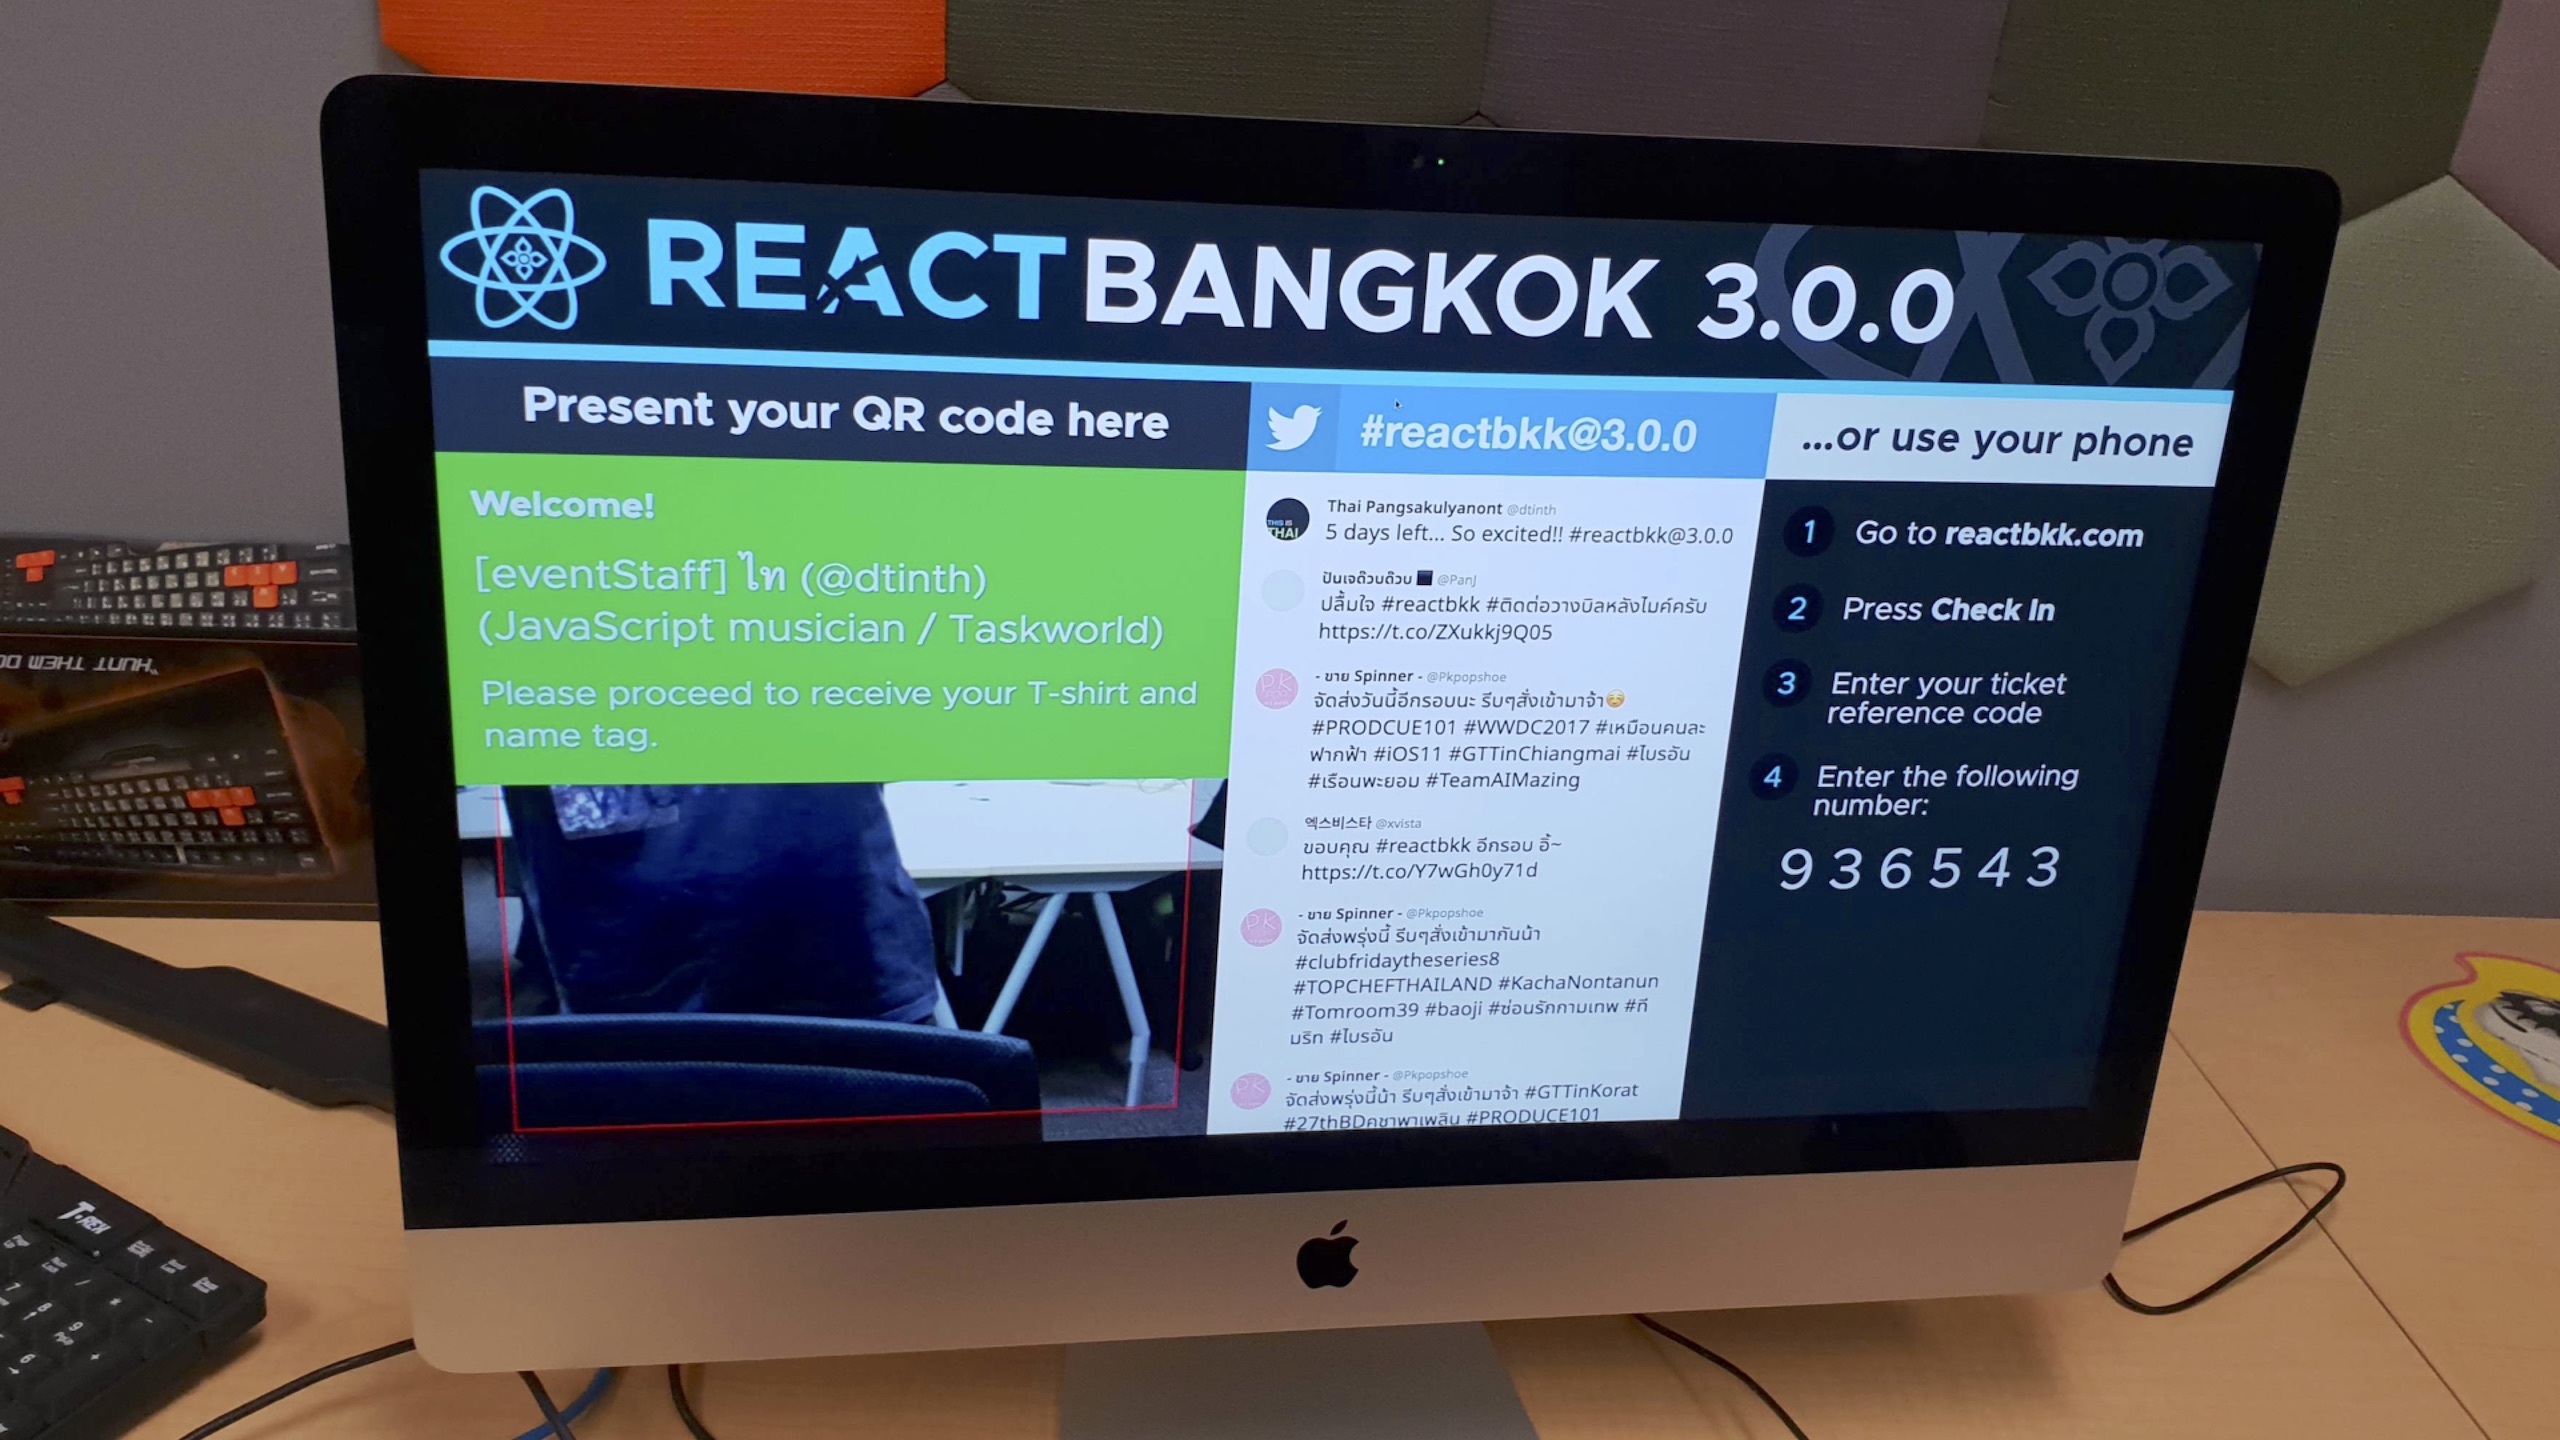 REACT BANGKOK 3.0.0
Present your QR code here
Welcome!
[eventStaff] ไท (@dtinth)
(JavaScript musician / Taskworld)
Please proceed to receive your T-shirt and
name tag.
#reactbkk@3.0.0
THIS IS
THAI
Thai Pangsakulyanont @dtinth
5 days left... So excited!! #reactbkk@3.0.0
ปันเจด๊วบด๊วบ @PanJ
ปลื้มใจ #reactbkk #ติดต่อวางบิลหลังไมค์ครับ
https://t.co/ZXukkj9Q05
PK
- ขาย Spinner - @Pkpopshoe
จัดส่งวันนี้อีกรอบนะ รีบๆสั่งเข้ามาจ้า☺️
#PRODCUE101 #WWDC2017 #เหมือนคนละ
ฟากฟ้า #iOS11 #GTTinChiangmai #ไบรอัน
#เรือนพะยอม #TeamAIMazing
엑스비스타 @xvista
ขอบคุณ #reactbkk อีกรอบ อิ้~
https://t.co/Y7wGh0y71d
PK
- ขาย Spinner - @Pkpopshoe
จัดส่งพรุ่งนี้ รีบๆสั่งเข้ามากันน้า
#clubfridaytheseries8
#TOPCHEFTHAILAND #KachaNontanun
#Tomroom39 #baoji #ซ่อนรักกามเทพ #ที
มริก #ไบรอัน
PK
- ขาย Spinner - @Pkpopshoe
จัดส่งพรุ่งนี้น้า รีบๆสั่งเข้ามาจ้า #GTTinKorat
#27thBDคชาพาเพลิน #PRODUCE101
...or use your phone
1 Go to reactbkk.com
2 Press Check In
3 Enter your ticket
reference code
4 Enter the following
number:
936543
"HUNT THEM DO
T-REX